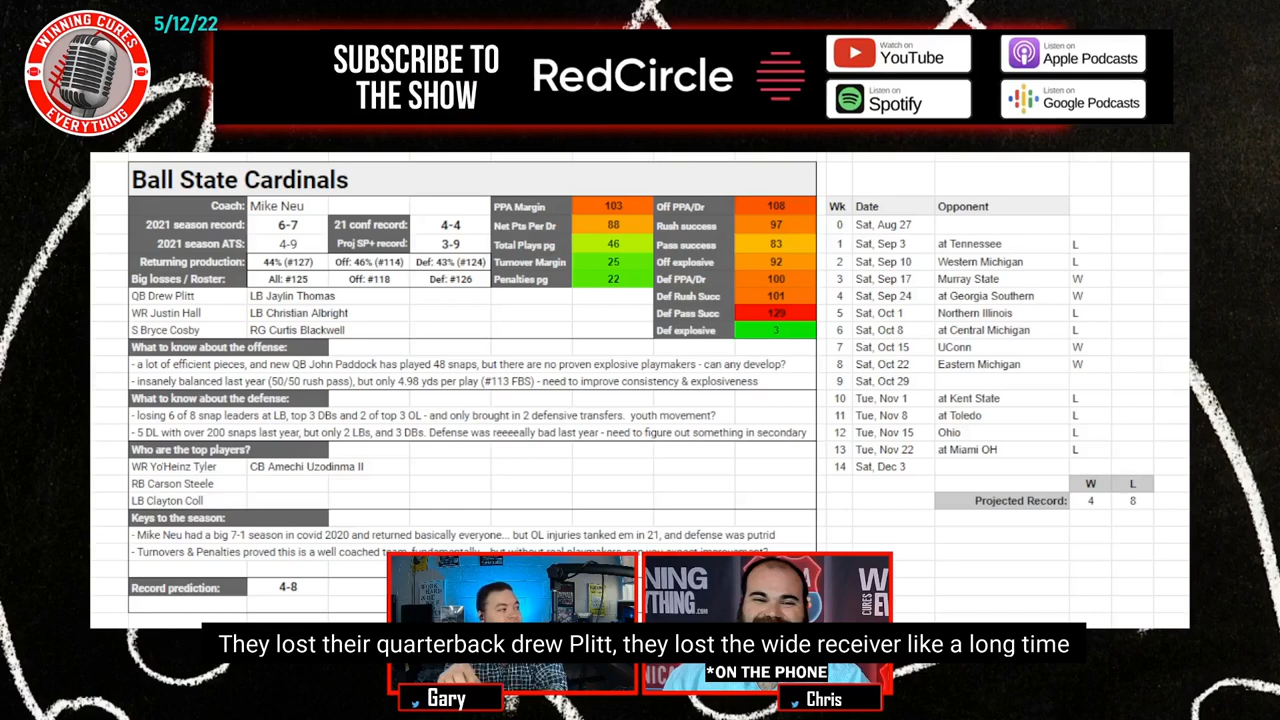 5/12/22
WINNING CURES
EVERYTHING
SUBSCRIBE TO
THE SHOW
RedCircle
Watch on
YouTube
Listen on
Apple Podcasts
Listen on
Spotify
Listen on
Google Podcasts
Ball State Cardinals
Coach: Mike Neu
2021 season record: 6-7 21 conf record: 4-4
2021 season ATS: 4-9 Proj SP+ record: 3-9
Returning production: 44% (#127) Off: 46% (#114) Def: 43% (#124)
Big losses / Roster: All: #125 Off: #118 Def: #126
QB Drew Plitt LB Jaylin Thomas
WR Justin Hall LB Christian Albright
S Bryce Cosby RG Curtis Blackwell
PPA Margin 103 Off PPA/Dr 108
Net Pts Per Dr 88 Rush success 97
Total Plays pg 46 Pass success 83
Turnover Margin 25 Off explosive 92
Penalties pg 22 Def PPA/Dr 100
Def Rush Succ 101
Def Pass Succ 129
Def explosive 3
What to know about the offense:
- a lot of efficient pieces, and new QB John Paddock has played 48 snaps, but there are no proven explosive playmakers - can any develop?
- insanely balanced last year (50/50 rush pass), but only 4.98 yds per play (#113 FBS) - need to improve consistency & explosiveness
What to know about the defense:
- losing 6 of 8 snap leaders at LB, top 3 DBs and 2 of top 3 OL - and only brought in 2 defensive transfers. youth movement?
- 5 DL with over 200 snaps last year, but only 2 LBs, and 3 DBs. Defense was reeeeally bad last year - need to figure out something in secondary
Who are the top players?
WR Yo'Heinz Tyler CB Amechi Uzodinma II
RB Carson Steele
LB Clayton Coll
Keys to the season:
- Mike Neu had a big 7-1 season in covid 2020 and returned basically everyone... but OL injuries tanked em in 21, and defense was putrid
- Turnovers & Penalties proved this is a well coached team, fundamentally... but without real playmakers, can you expect improvement?
Record prediction: 4-8
Wk Date Opponent
0 Sat, Aug 27
1 Sat, Sep 3 at Tennessee L
2 Sat, Sep 10 Western Michigan L
3 Sat, Sep 17 Murray State W
4 Sat, Sep 24 at Georgia Southern W
5 Sat, Oct 1 Northern Illinois L
6 Sat, Oct 8 at Central Michigan L
7 Sat, Oct 15 UConn W
8 Sat, Oct 22 Eastern Michigan W
9 Sat, Oct 29
10 Tue, Nov 1 at Kent State L
11 Tue, Nov 8 at Toledo L
12 Tue, Nov 15 Ohio L
13 Tue, Nov 22 at Miami OH L
14 Sat, Dec 3
W L
Projected Record: 4 8
They lost their quarterback drew Plitt, they lost the wide receiver like a long time
*ON THE PHONE
Gary
Chris